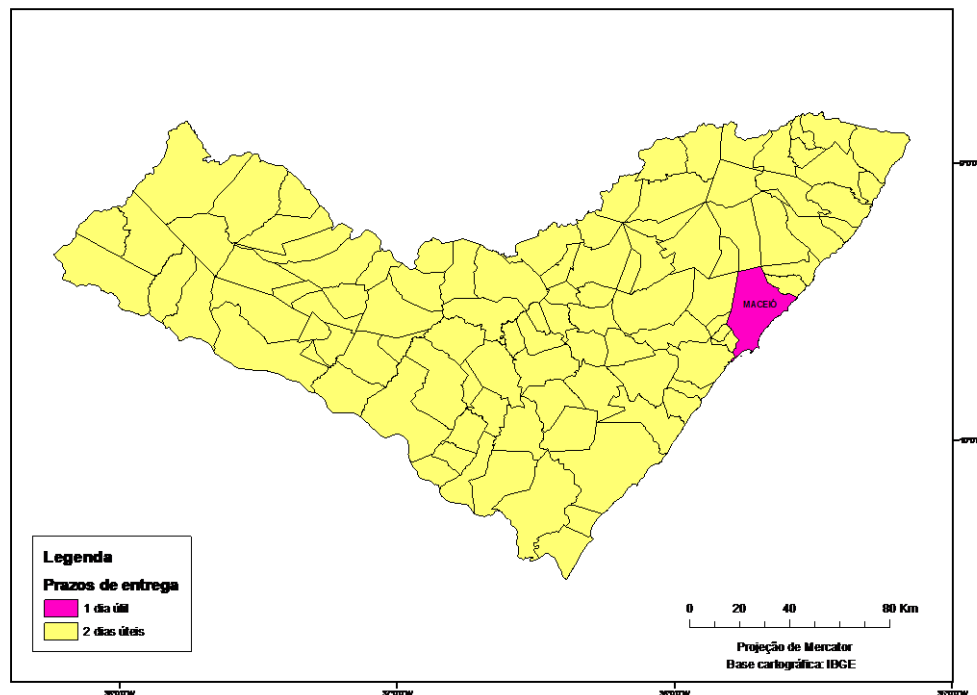 MACEIÓ
Legenda
Prazos de entrega
1 dia útil
2 dias úteis
0 20 40 80 Km
Projeção de Mercator
Base cartográfica: IBGE